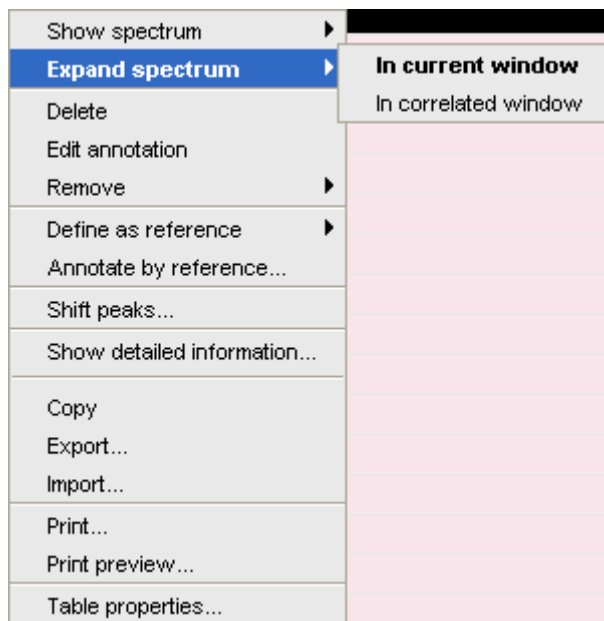 Show spectrum
Expand spectrum
In current window
In correlated window
Delete
Edit annotation
Remove
Define as reference
Annotate by reference...
Shift peaks...
Show detailed information...
Copy
Export...
Import...
Print...
Print preview...
Table properties...